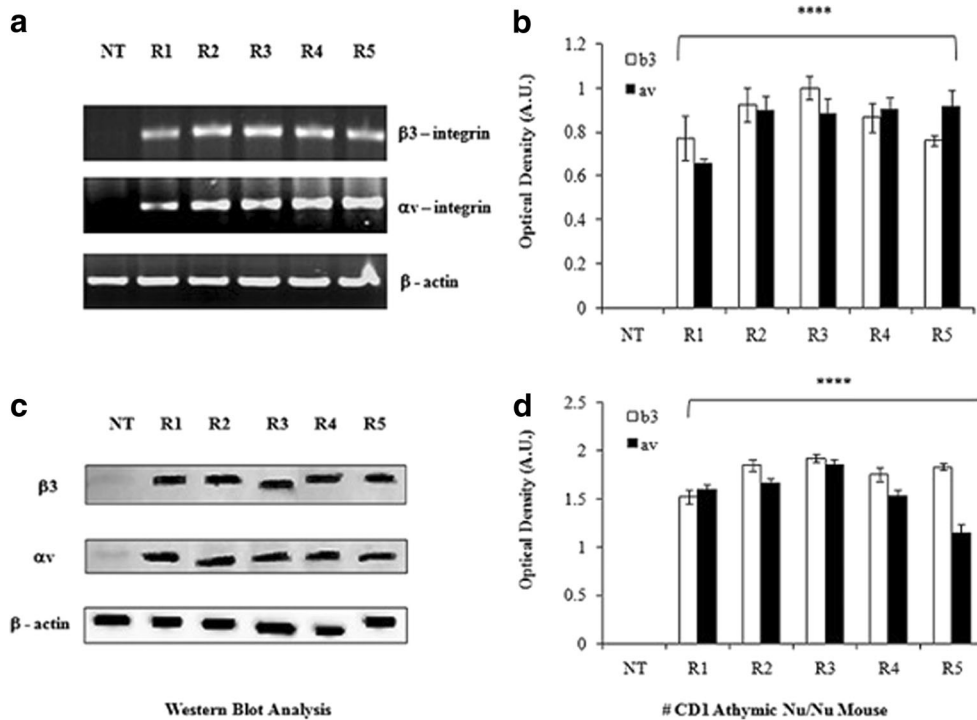 a
NT R1 R2 R3 R4 R5
β3 – integrin
αv – integrin
β - actin
b
****
b3
av
Optical Density (A.U.)
1.2
1
0.8
0.6
0.4
0.2
0
NT R1 R2 R3 R4 R5
c
NT R1 R2 R3 R4 R5
β3
αv
β - actin
Western Blot Analysis
d
****
b3
av
Optical Density (A.U.)
2.5
2
1.5
1
0.5
0
NT R1 R2 R3 R4 R5
# CD1 Athymic Nu/Nu Mouse